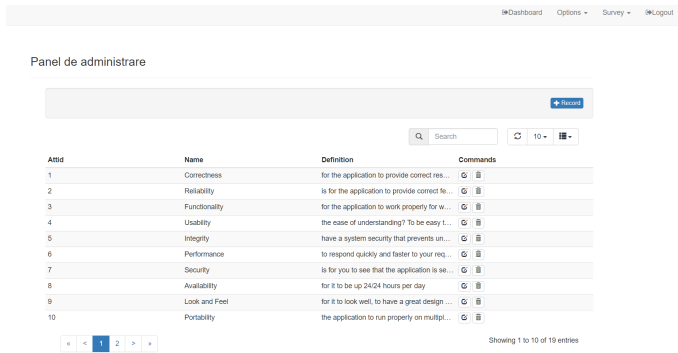 Dashboard Options Survey Logout
Panel de administrare
+ Record
Search 10
Attid Name Definition Commands
1 Correctness for the application to provide correct res...
2 Reliability is for the application to provide correct fe...
3 Functionality for the application to work properly for w...
4 Usability the ease of understanding? To be easy t...
5 Integrity have a system security that prevents un...
6 Performance to respond quickly and faster to your req...
7 Security is for you to see that the application is se...
8 Availability for it to be up 24/24 hours per day
9 Look and Feel for it to look well, to have a great design ...
10 Portability the application to run properly on multipl...
« < 1 2 > » Showing 1 to 10 of 19 entries